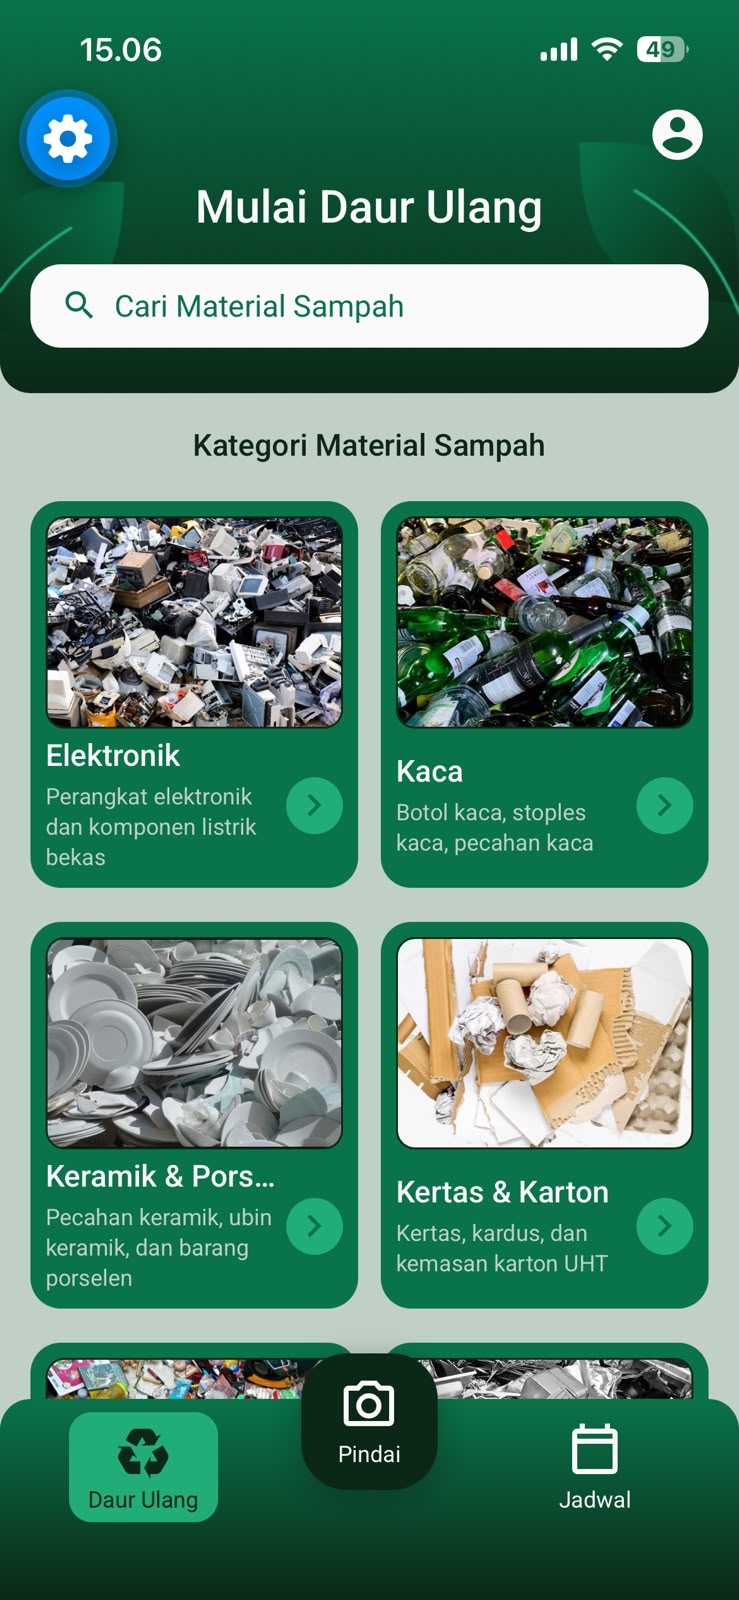 15.06
49
Mulai Daur Ulang
Cari Material Sampah
Kategori Material Sampah
Elektronik
Perangkat elektronik
dan komponen listrik
bekas
Kaca
Botol kaca, stoples
kaca, pecahan kaca
Keramik & Pors...
Pecahan keramik, ubin
keramik, dan barang
porselen
Kertas & Karton
Kertas, kardus, dan
kemasan karton UHT
Daur Ulang
Pindai
Jadwal